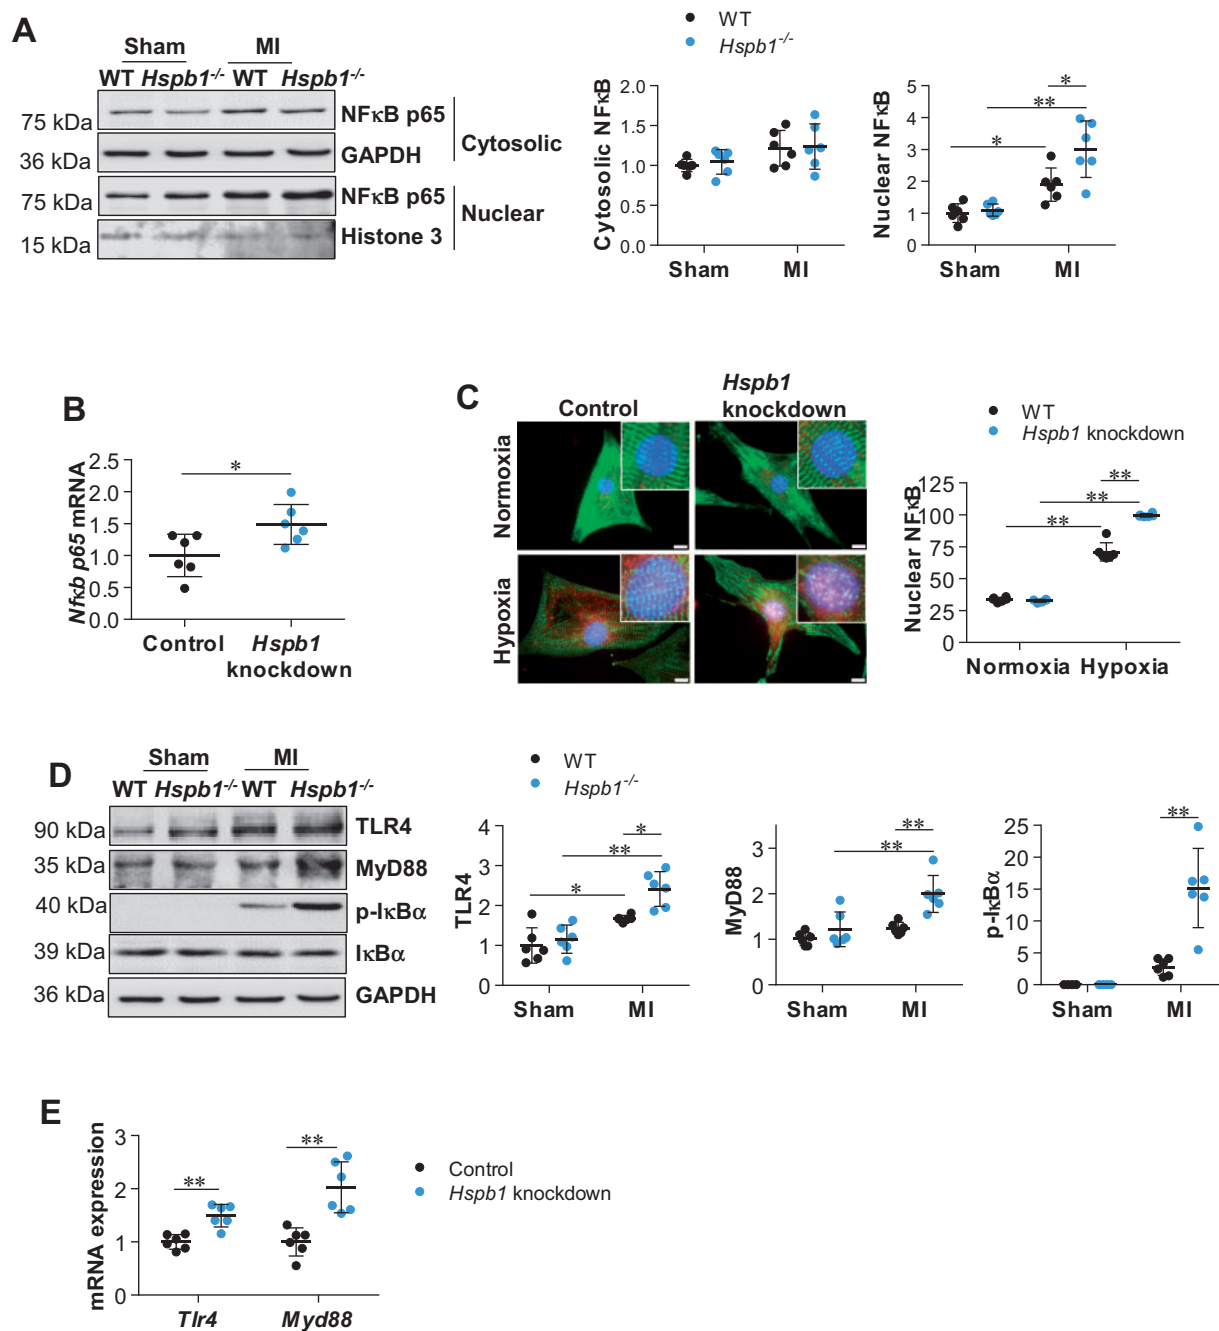 A
Sham MI
WT Hspb1-/- WT Hspb1-/-
75 kDa NFκB p65
36 kDa GAPDH
Cytosolic
75 kDa NFκB p65
15 kDa Histone 3
Nuclear
WT
Hspb1-/-
Cytosolic NFκB
2.0
1.5
1.0
0.5
0.0
Sham MI
Nuclear NFκB
5
4
3
2
1
0
*
**
*
Sham MI
B
Nfκb p65 mRNA
2.5
2.0
1.5
1.0
0.5
0.0
*
Control Hspb1
knockdown
C
Control Hspb1
knockdown
Normoxia
Hypoxia
WT
Hspb1 knockdown
Nuclear NFκB
125
100
75
50
25
0
**
**
**
Normoxia Hypoxia
D
Sham MI
WT Hspb1-/- WT Hspb1-/-
90 kDa TLR4
35 kDa MyD88
40 kDa p-IκBα
39 kDa IκBα
36 kDa GAPDH
WT
Hspb1-/-
TLR4
4
3
2
1
0
*
**
*
Sham MI
MyD88
3
2
1
0
**
**
Sham MI
p-IκBα
25
20
15
10
5
0
**
Sham MI
E
mRNA expression
3
2
1
0
**
**
Tlr4 Myd88
Control
Hspb1 knockdown